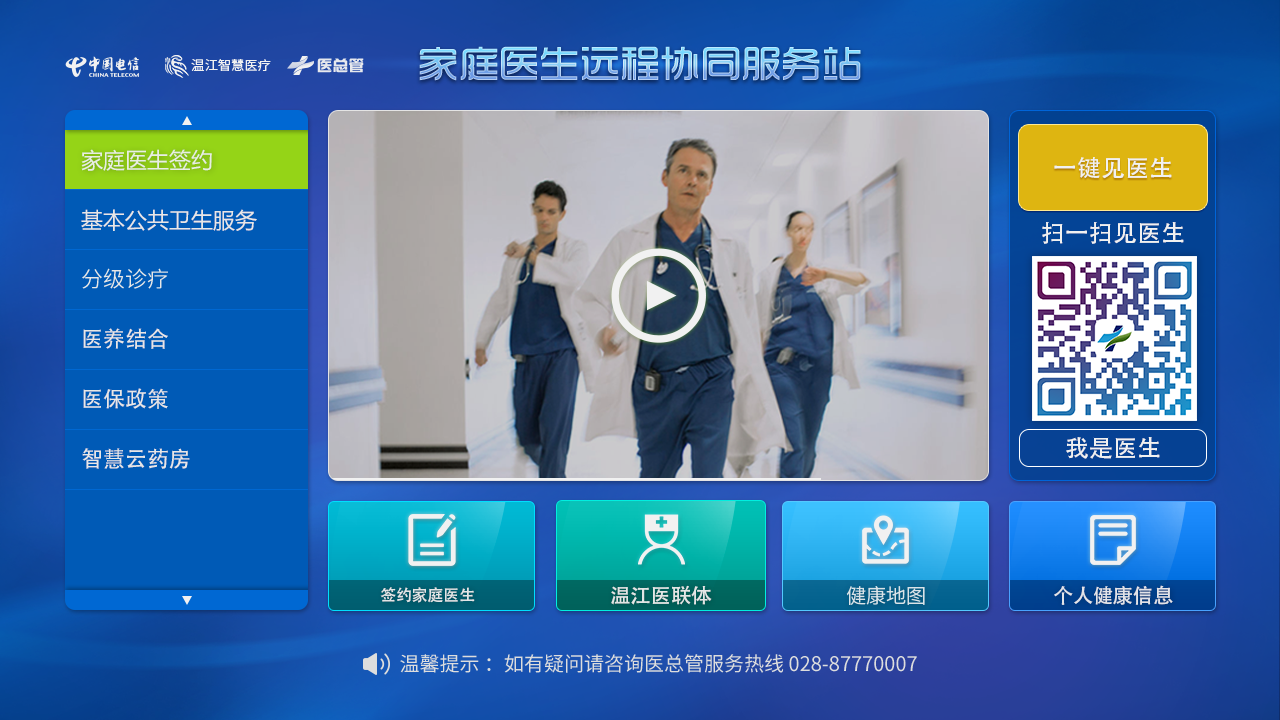 中国电信
CHINA TELECOM
温江智慧医疗
医总管
家庭医生远程协同服务站
家庭医生签约
基本公共卫生服务
分级诊疗
医养结合
医保政策
智慧云药房
一键见医生
扫一扫见医生
我是医生
签约家庭医生
温江医联体
健康地图
个人健康信息
温馨提示：如有疑问请咨询医总管服务热线 028-87770007